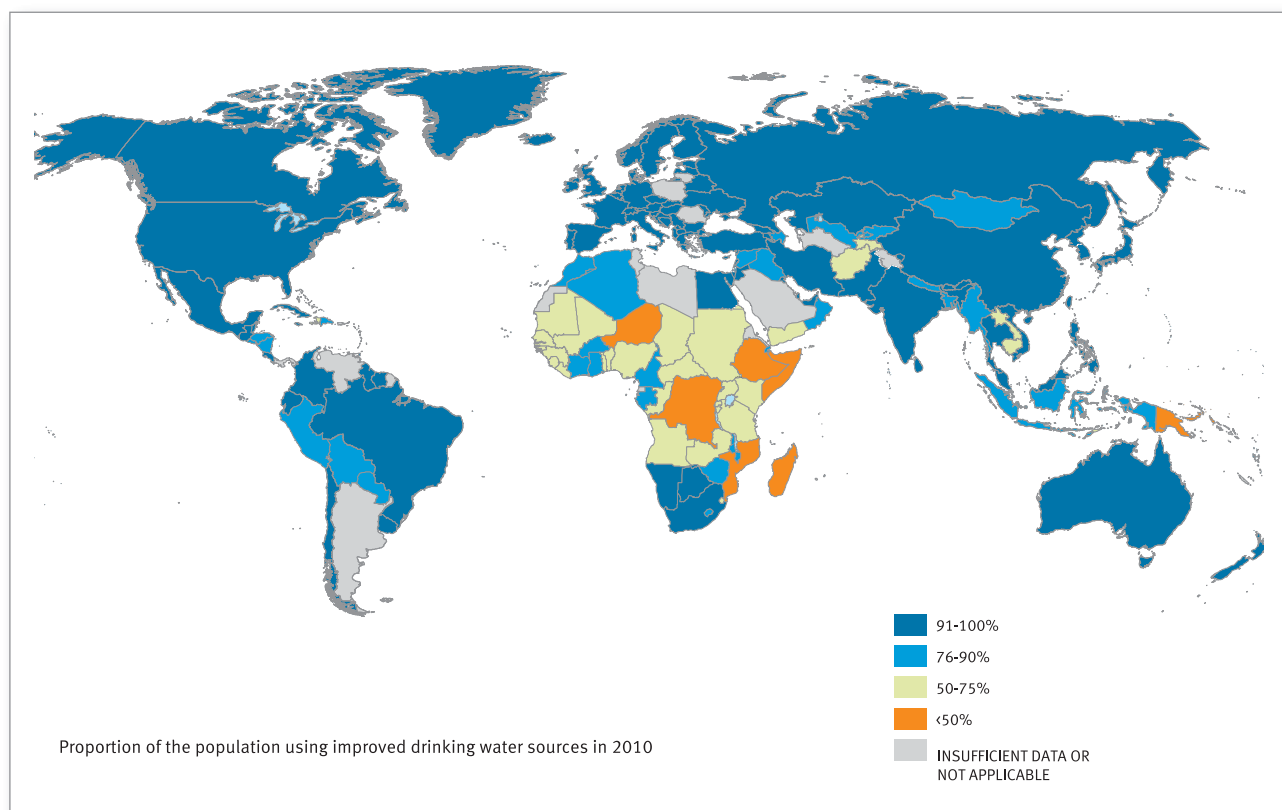 91-100%
76-90%
50-75%
<50%
INSUFFICIENT DATA OR
NOT APPLICABLE
Proportion of the population using improved drinking water sources in 2010